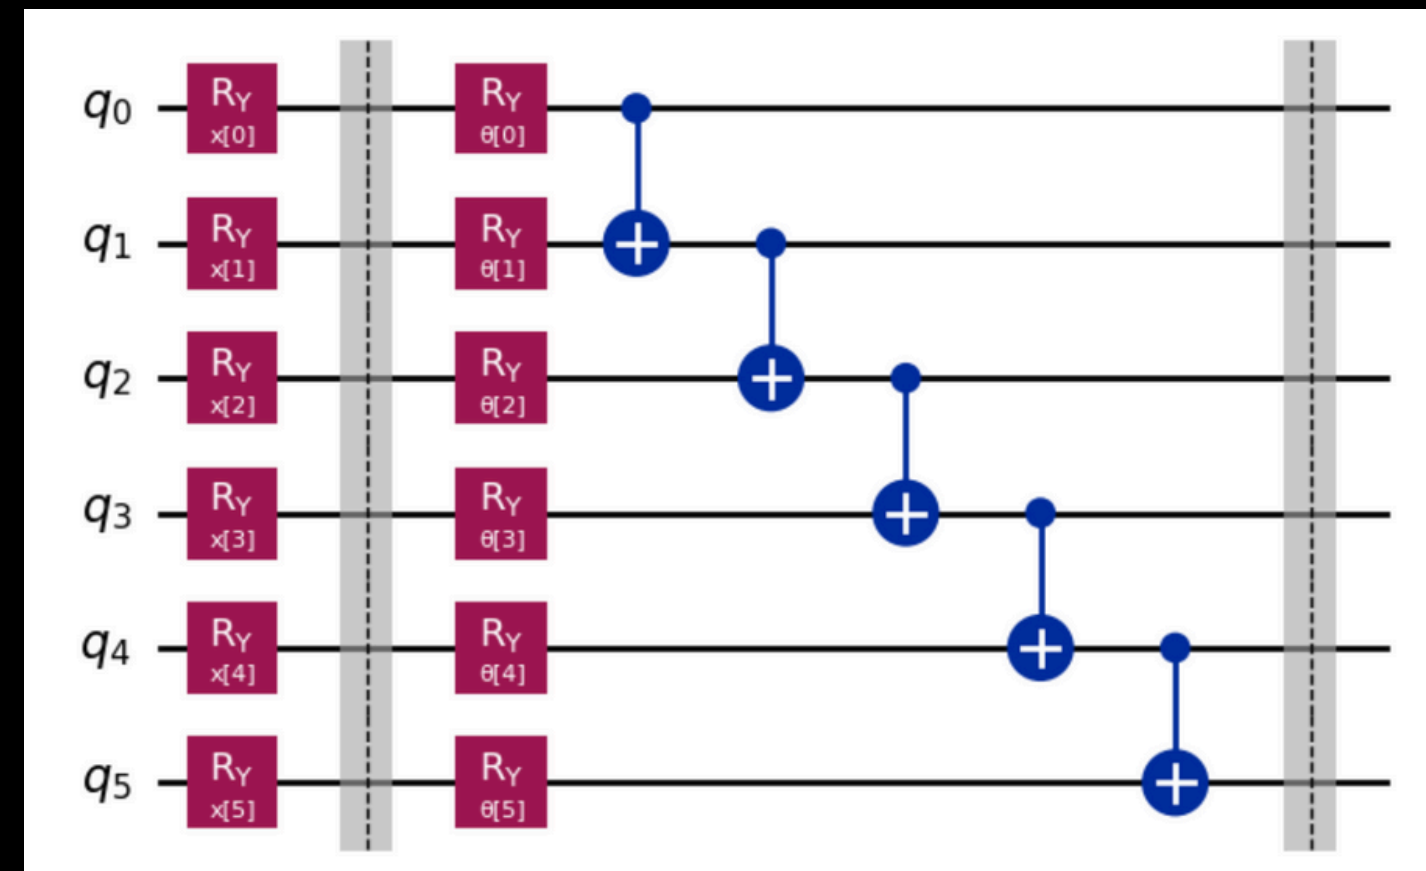 q0 RY x[0] RY θ[0]
q1 RY x[1] RY θ[1]
q2 RY x[2] RY θ[2]
q3 RY x[3] RY θ[3]
q4 RY x[4] RY θ[4]
q5 RY x[5] RY θ[5]